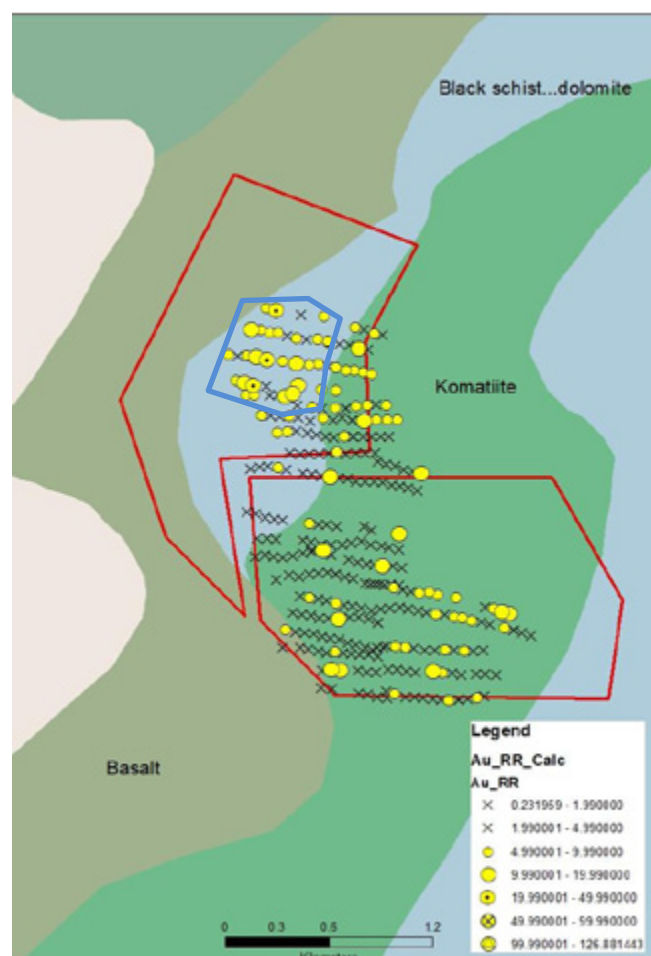 Black schist...dolomite
Komatiite
Basalt
Legend
Au_RR_Calc
Au_RR
0.231959 - 1.990000
1.990001 - 4.990000
4.990001 - 9.990000
9.990001 - 19.990000
19.990001 - 49.990000
49.990001 - 99.990000
99.990001 - 126.881443
0 0.3 0.6 1.2